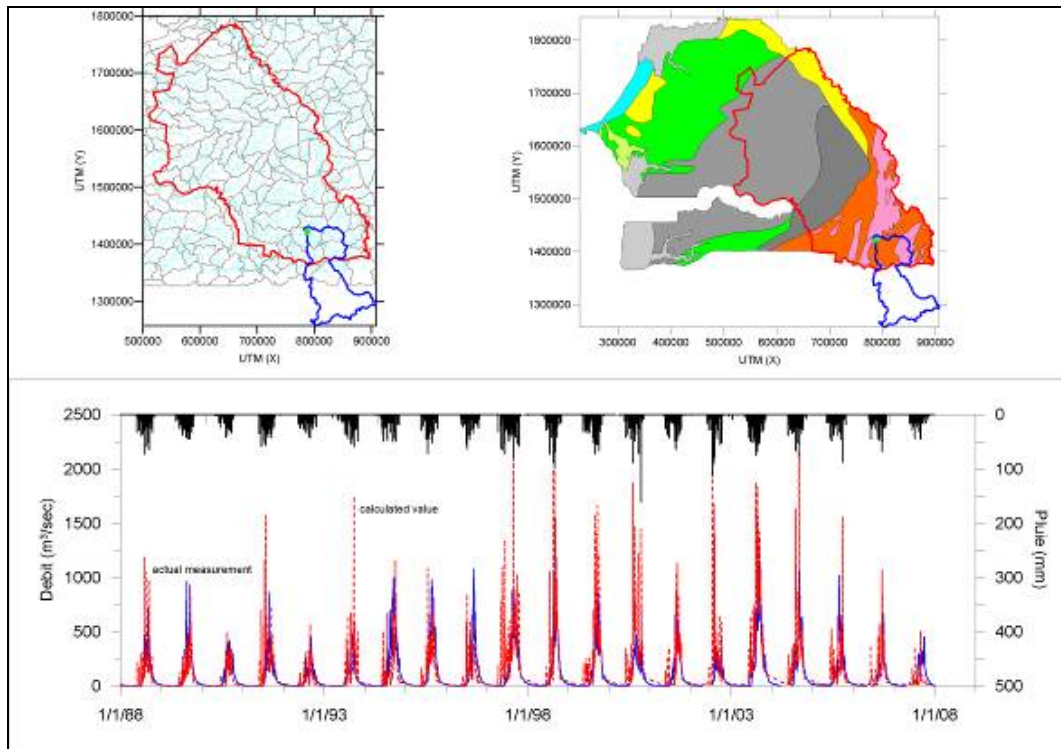 1800000
1700000
1600000
1500000
1400000
1300000
UTM (Y)
500000 600000 700000 800000 900000
UTM (X)
1800000
1700000
1600000
1500000
1400000
1300000
UTM (Y)
300000 400000 500000 600000 700000 800000 900000
UTM (X)
2500
2000
1500
1000
500
0
Debit (m³/sec)
calculated value
actual measurement
0
100
200
300
400
500
Pluie (mm)
1/1/88 1/1/93 1/1/98 1/1/03 1/1/08